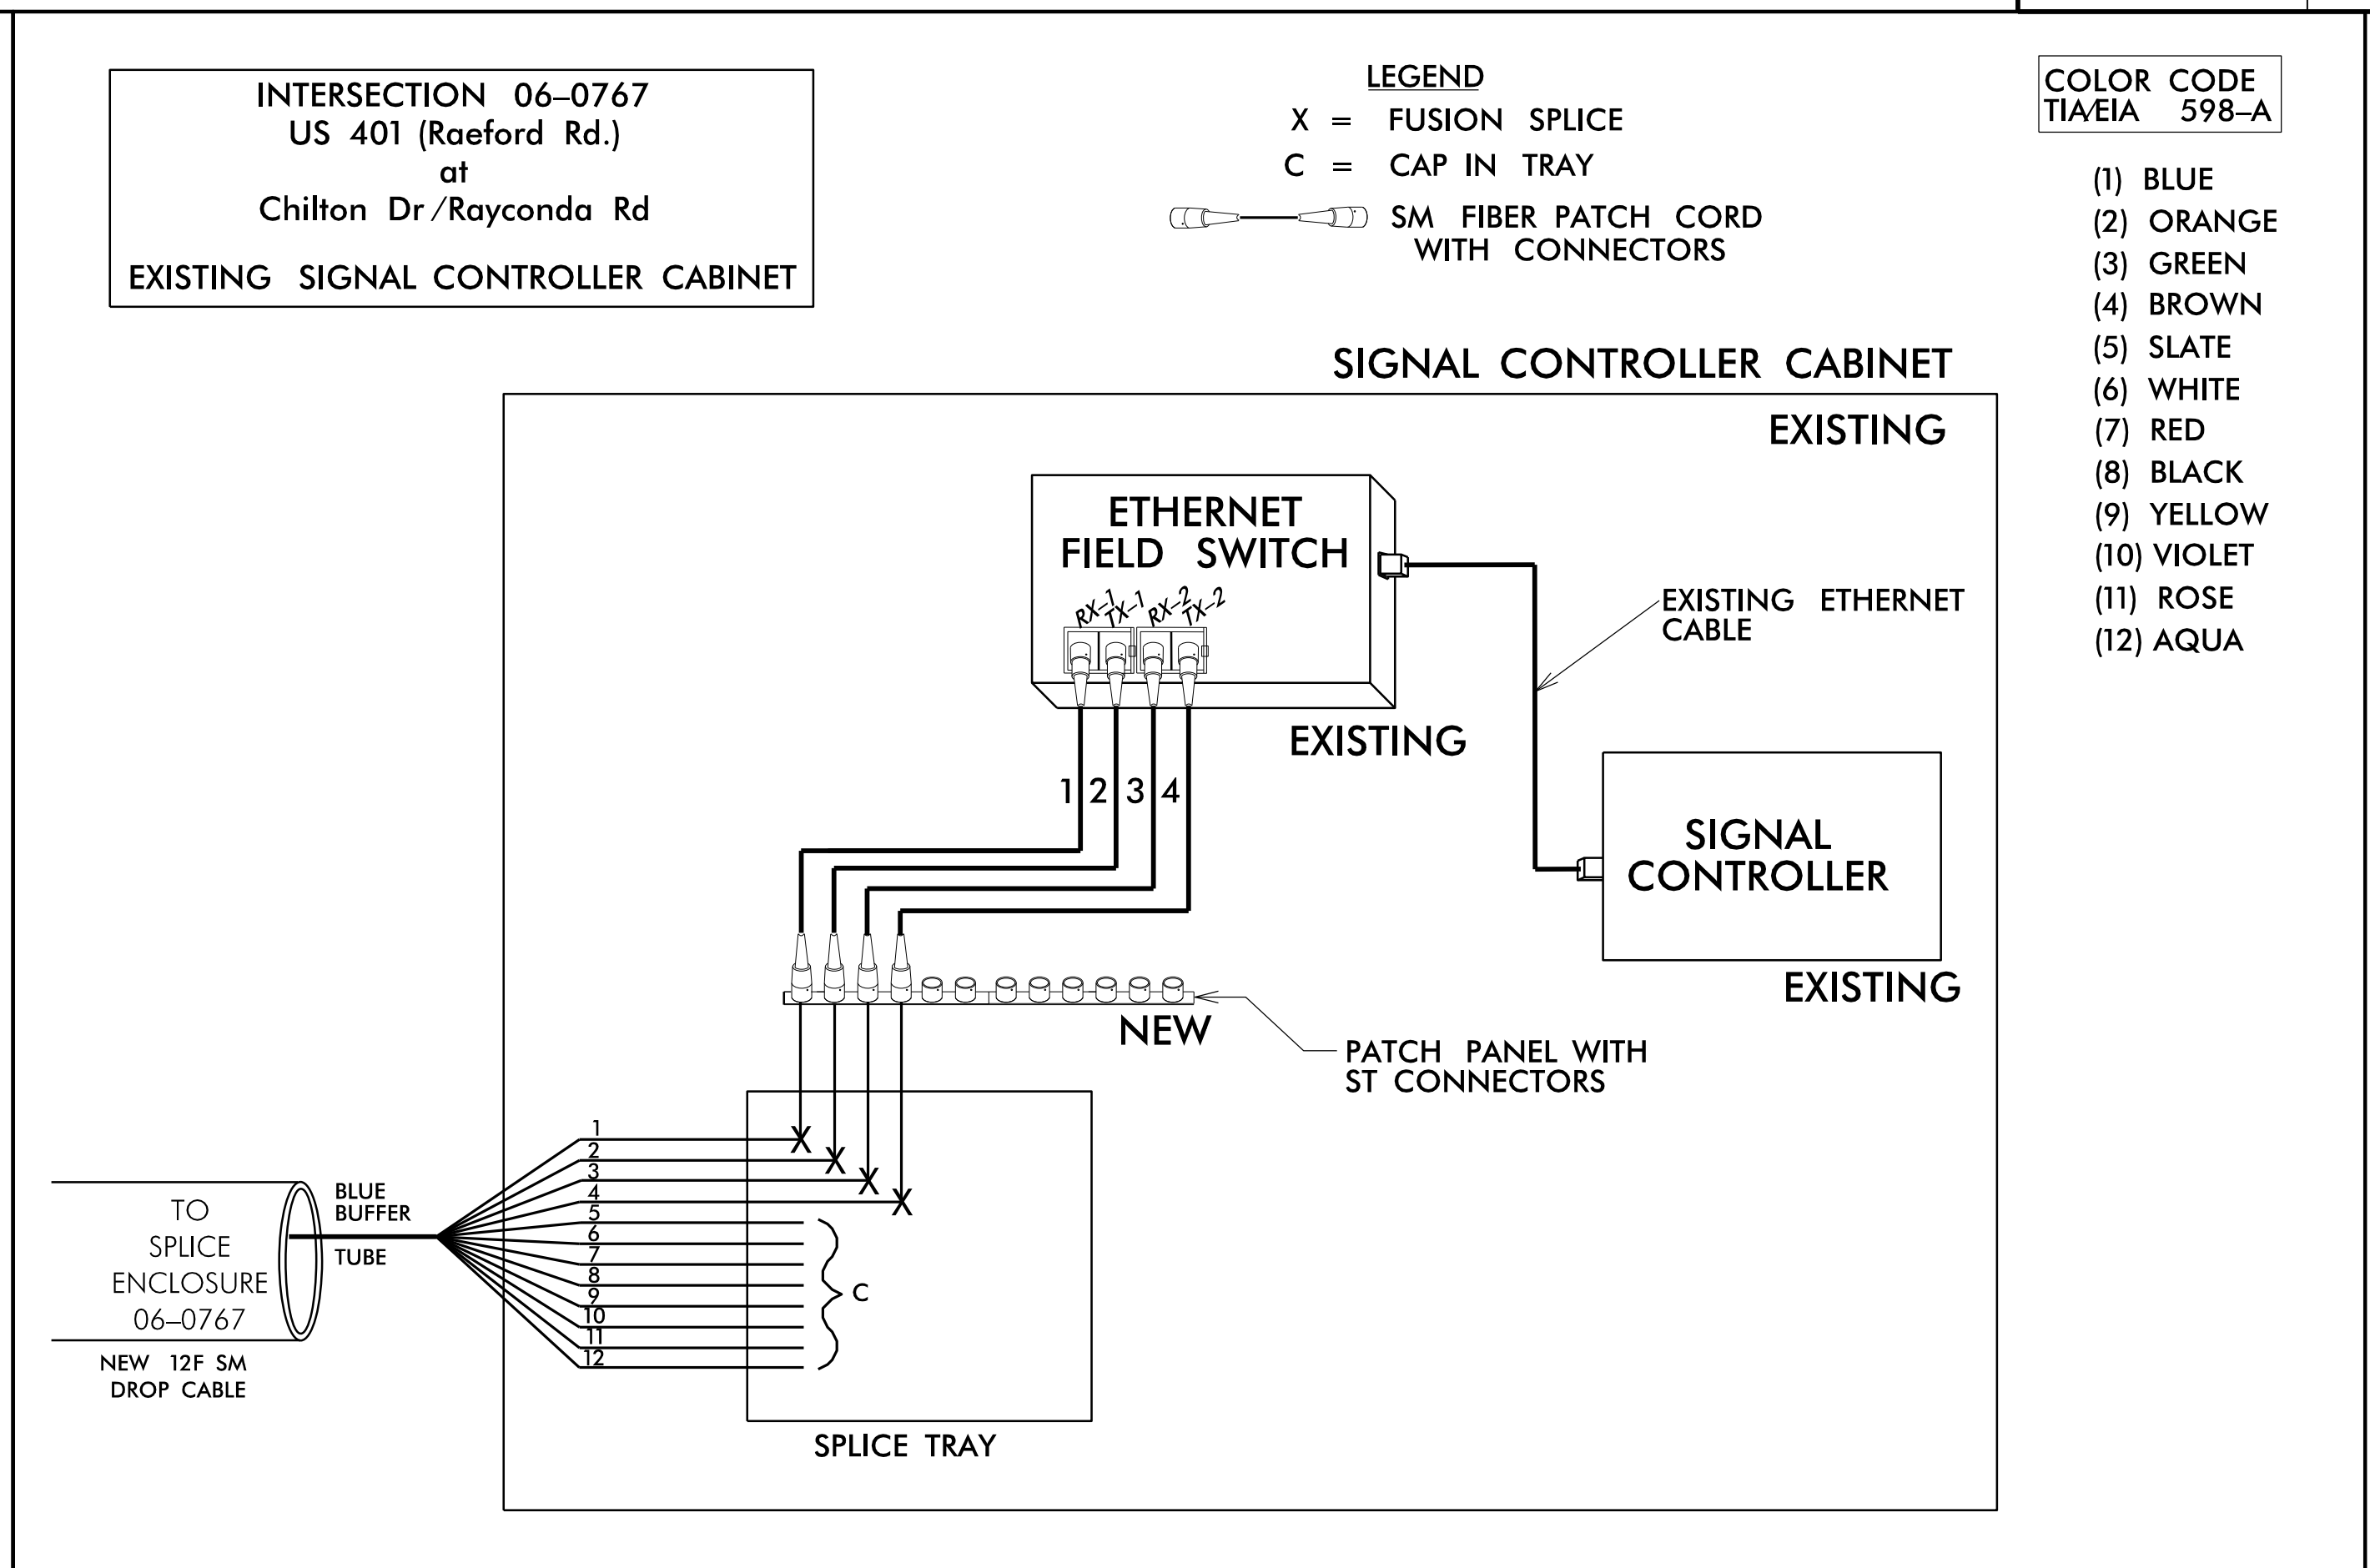 INTERSECTION 06–0767
US 401 (Raeford Rd.)
at
Chilton Dr/Rayconda Rd
EXISTING SIGNAL CONTROLLER CABINET
LEGEND
X = FUSION SPLICE
C = CAP IN TRAY
SM FIBER PATCH CORD
WITH CONNECTORS
COLOR CODE
TIA/EIA 598–A
(1) BLUE
(2) ORANGE
(3) GREEN
(4) BROWN
(5) SLATE
(6) WHITE
(7) RED
(8) BLACK
(9) YELLOW
(10) VIOLET
(11) ROSE
(12) AQUA
SIGNAL CONTROLLER CABINET
EXISTING
ETHERNET
FIELD SWITCH
RX–1
TX–1
RX–2
TX–2
EXISTING
EXISTING ETHERNET
CABLE
1 2 3 4
SIGNAL
CONTROLLER
EXISTING
NEW
PATCH PANEL WITH
ST CONNECTORS
X
X
X
X
1
2
3
4
5
6
7
8
9
10
11
12
C
SPLICE TRAY
BLUE
BUFFER
TUBE
TO
SPLICE
ENCLOSURE
06–0767
NEW 12F SM
DROP CABLE